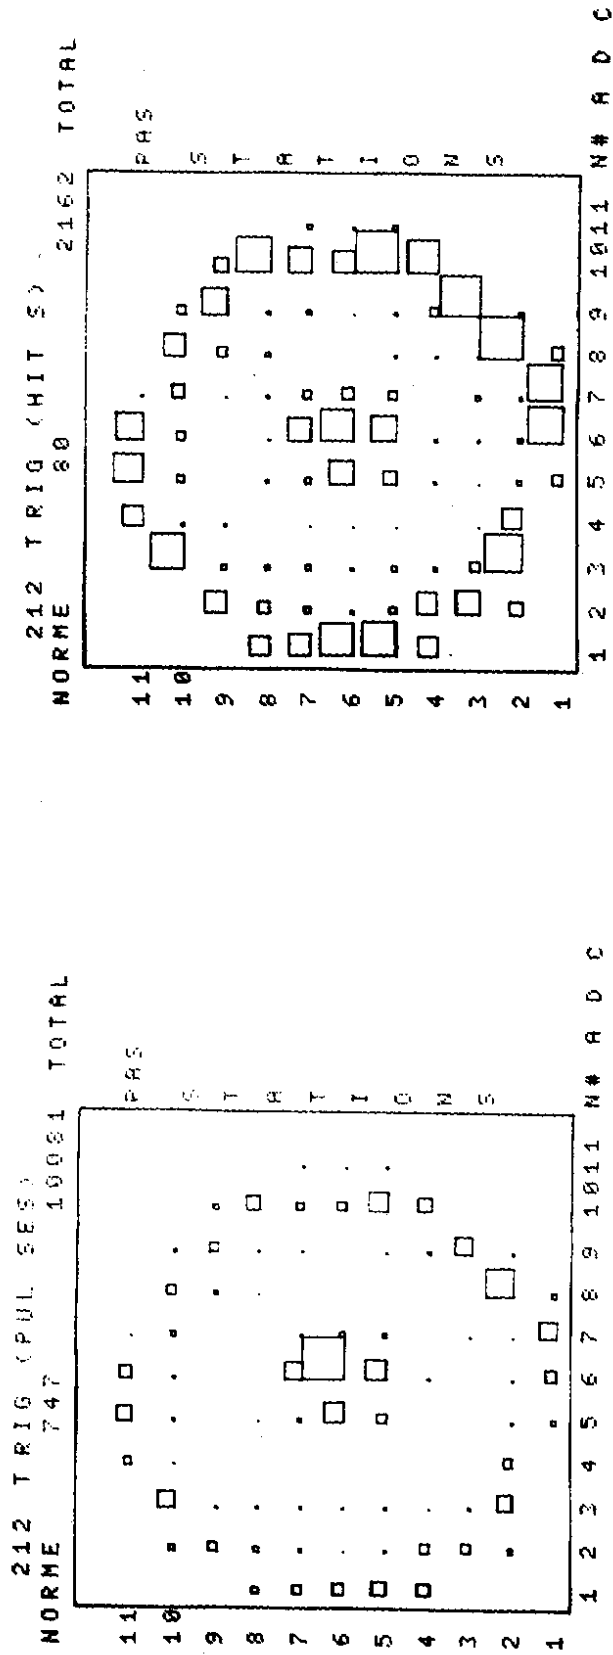 212 TRIG (PULSES)
NORME 747 10081 TOTAL
11
10
9
8
7
6
5
4
3
2
1
PAS
STATIONS
1 2 3 4 5 6 7 8 9 10 11 N# A D C
212 TRIG (HIT S)
NORME 80 2162 TOTAL
11
10
9
8
7
6
5
4
3
2
1
PAS
STATIONS
1 2 3 4 5 6 7 8 9 10 11 N# A D C